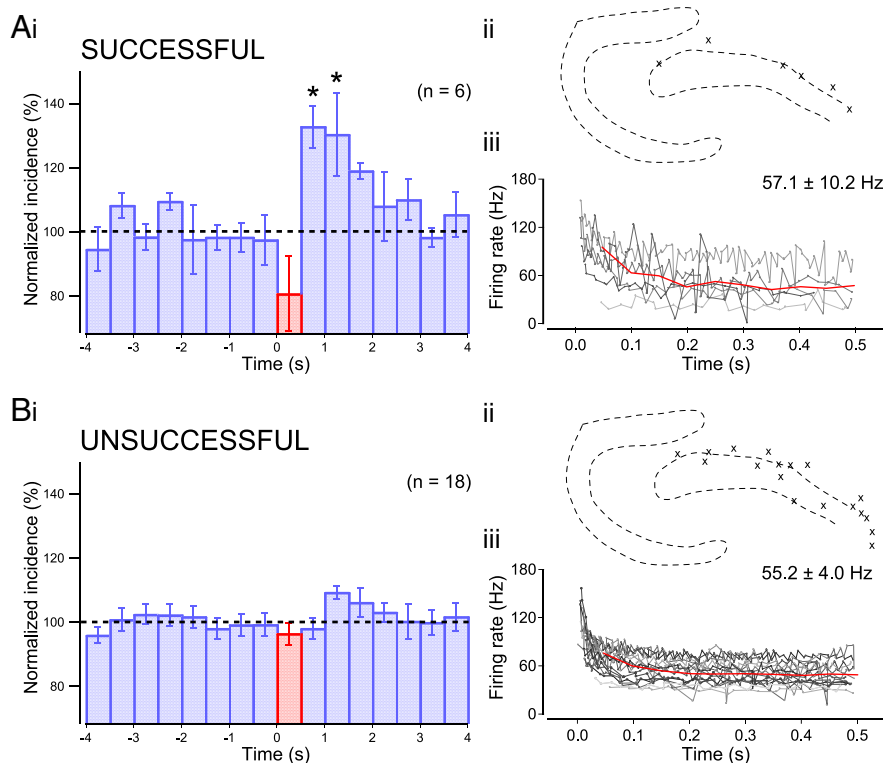 Ai
SUCCESSFUL
(n = 6)
Normalized incidence (%)
140
120
100
80
* *
-4 -3 -2 -1 0 1 2 3 4
Time (s)
ii
x x x x x x
iii
57.1 ± 10.2 Hz
Firing rate (Hz)
180
120
60
0
0.0 0.1 0.2 0.3 0.4 0.5
Time (s)
Bi
UNSUCCESSFUL
(n = 18)
Normalized incidence (%)
140
120
100
80
-4 -3 -2 -1 0 1 2 3 4
Time (s)
ii
x x x x x x x x x x x x x x x x x x
iii
55.2 ± 4.0 Hz
Firing rate (Hz)
180
120
60
0
0.0 0.1 0.2 0.3 0.4 0.5
Time (s)